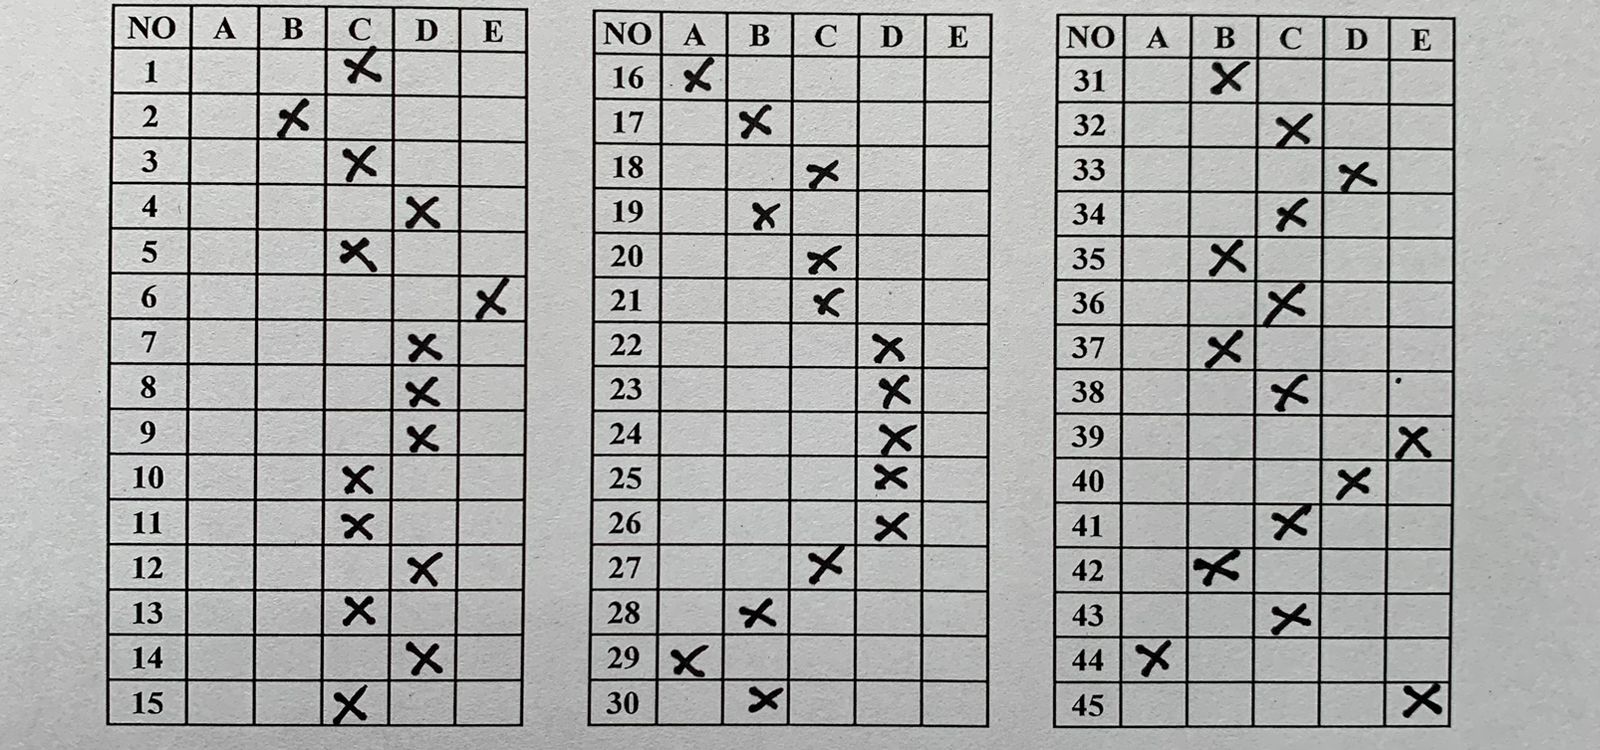 NO A B C D E
1 X
2 X
3 X
4 X
5 X
6 X
7 X
8 X
9 X
10 X
11 X
12 X
13 X
14 X
15 X
NO A B C D E
16 X
17 X
18 X
19 X
20 X
21 X
22 X
23 X
24 X
25 X
26 X
27 X
28 X
29 X
30 X
NO A B C D E
31 X
32 X
33 X
34 X
35 X
36 X
37 X
38 X
39 X
40 X
41 X
42 X
43 X
44 X
45 X